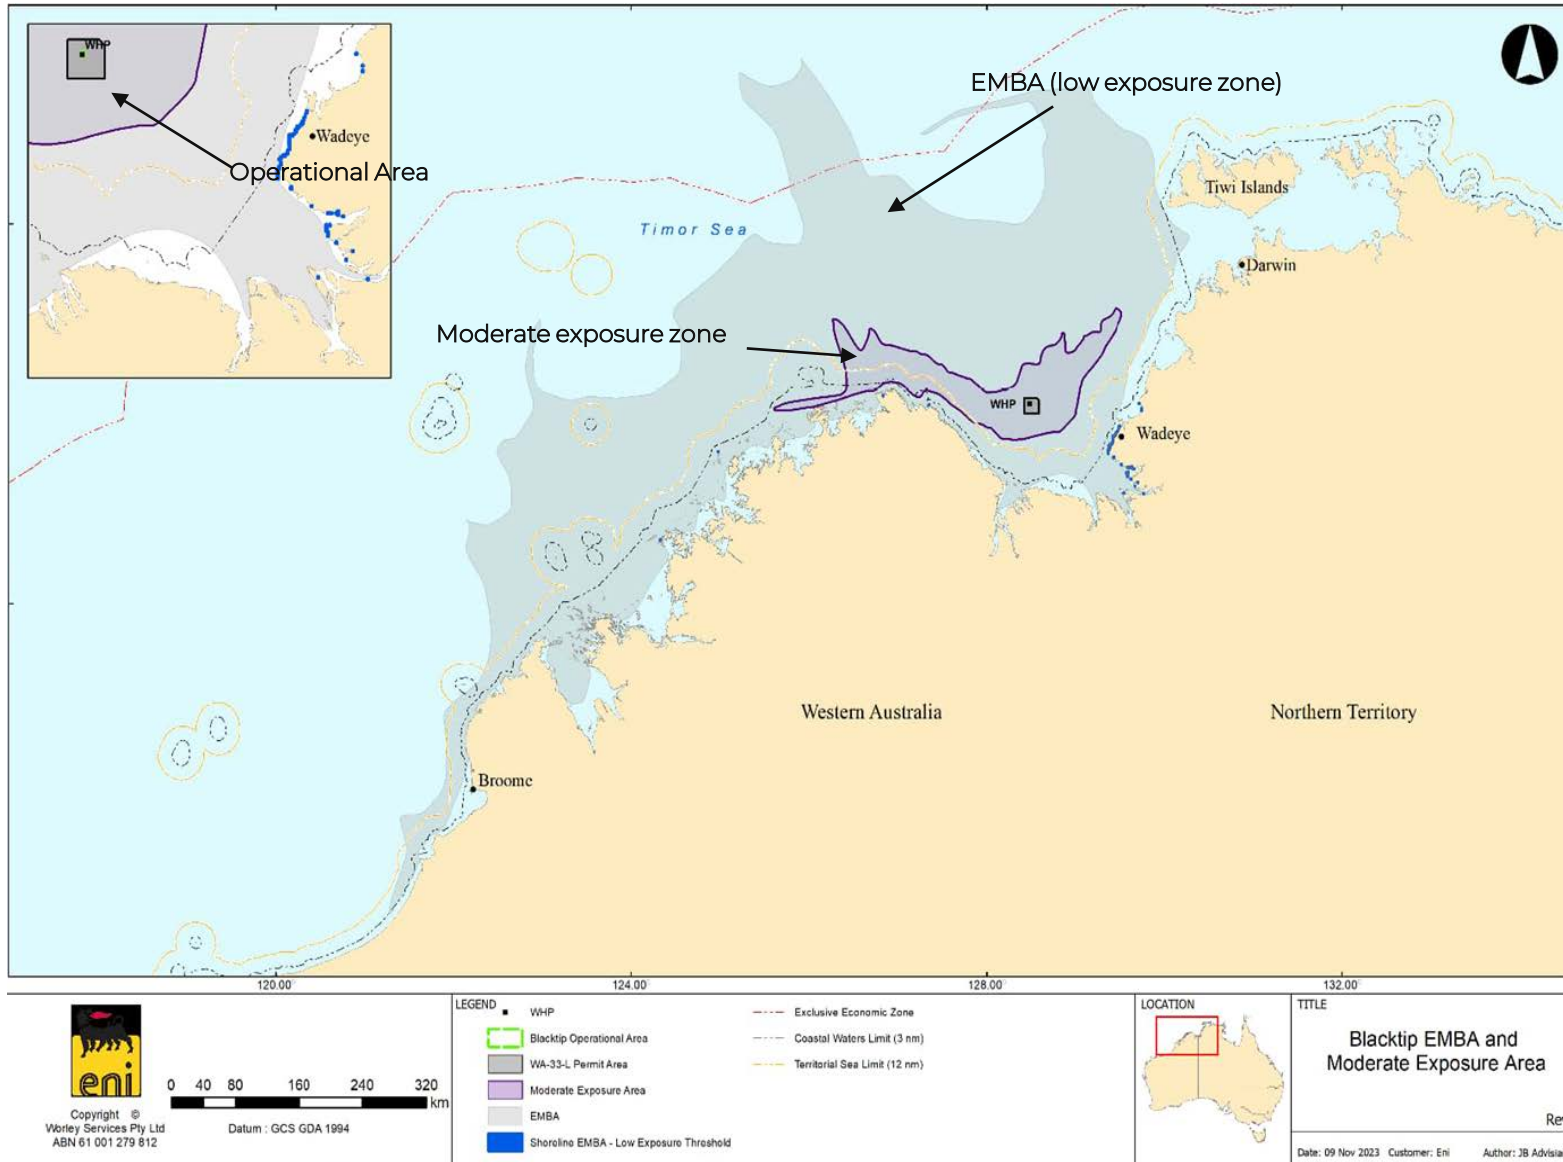 WHP
Wadeye
Operational Area
EMBA (low exposure zone)
Timor Sea
Tiwi Islands
Darwin
Moderate exposure zone
WHP
Wadeye
Western Australia
Northern Territory
Broome
120.00
124.00
128.00
132.00
eni
Copyright ©
Worley Services Pty Ltd
ABN 61 001 279 812
0 40 80 160 240 320
km
Datum : GCS GDA 1994
LEGEND
WHP
Blacktip Operational Area
WA-33-L Permit Area
Moderate Exposure Area
EMBA
Shoreline EMBA - Low Exposure Threshold
Exclusive Economic Zone
Coastal Waters Limit (3 nm)
Territorial Sea Limit (12 nm)
LOCATION
TITLE
Blacktip EMBA and
Moderate Exposure Area
Date: 09 Nov 2023 Customer: Eni Author: JB